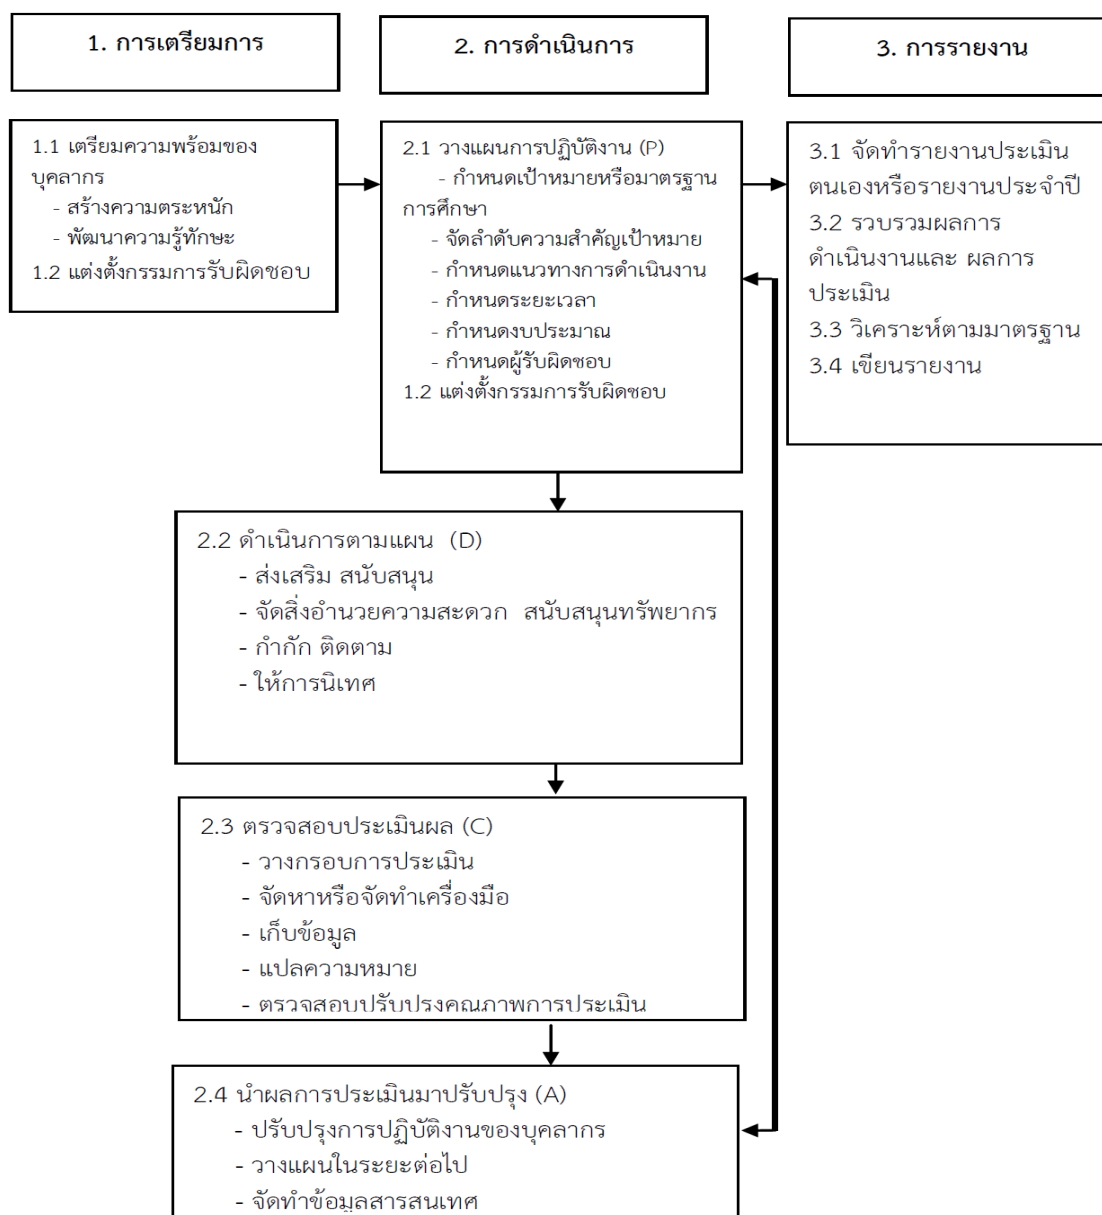 1. การเตรียมการ
2. การดำเนินการ
3. การรายงาน
1.1 เตรียมความพร้อมของ
บุคลากร
- สร้างความตระหนัก
- พัฒนาความรู้ทักษะ
1.2 แต่งตั้งกรรมการรับผิดชอบ
2.1 วางแผนการปฏิบัติงาน (P)
- กำหนดเป้าหมายหรือมาตรฐาน
การศึกษา
- จัดลำดับความสำคัญเป้าหมาย
- กำหนดแนวทางการดำเนินงาน
- กำหนดระยะเวลา
- กำหนดงบประมาณ
- กำหนดผู้รับผิดชอบ
1.2 แต่งตั้งกรรมการรับผิดชอบ
3.1 จัดทำรายงานประเมิน
ตนเองหรือรายงานประจำปี
3.2 รวบรวมผลการ
ดำเนินงานและ ผลการ
ประเมิน
3.3 วิเคราะห์ตามมาตรฐาน
3.4 เขียนรายงาน
2.2 ดำเนินการตามแผน (D)
- ส่งเสริม สนับสนุน
- จัดสิ่งอำนวยความสะดวก สนับสนุนทรัพยากร
- กำกัก ติดตาม
- ให้การนิเทศ
2.3 ตรวจสอบประเมินผล (C)
- วางกรอบการประเมิน
- จัดหาหรือจัดทำเครื่องมือ
- เก็บข้อมูล
- แปลความหมาย
- ตรวจสอบปรับปรุงคุณภาพการประเมิน
2.4 นำผลการประเมินมาปรับปรุง (A)
- ปรับปรุงการปฏิบัติงานของบุคลากร
- วางแผนในระยะต่อไป
- จัดทำข้อมูลสารสนเทศ